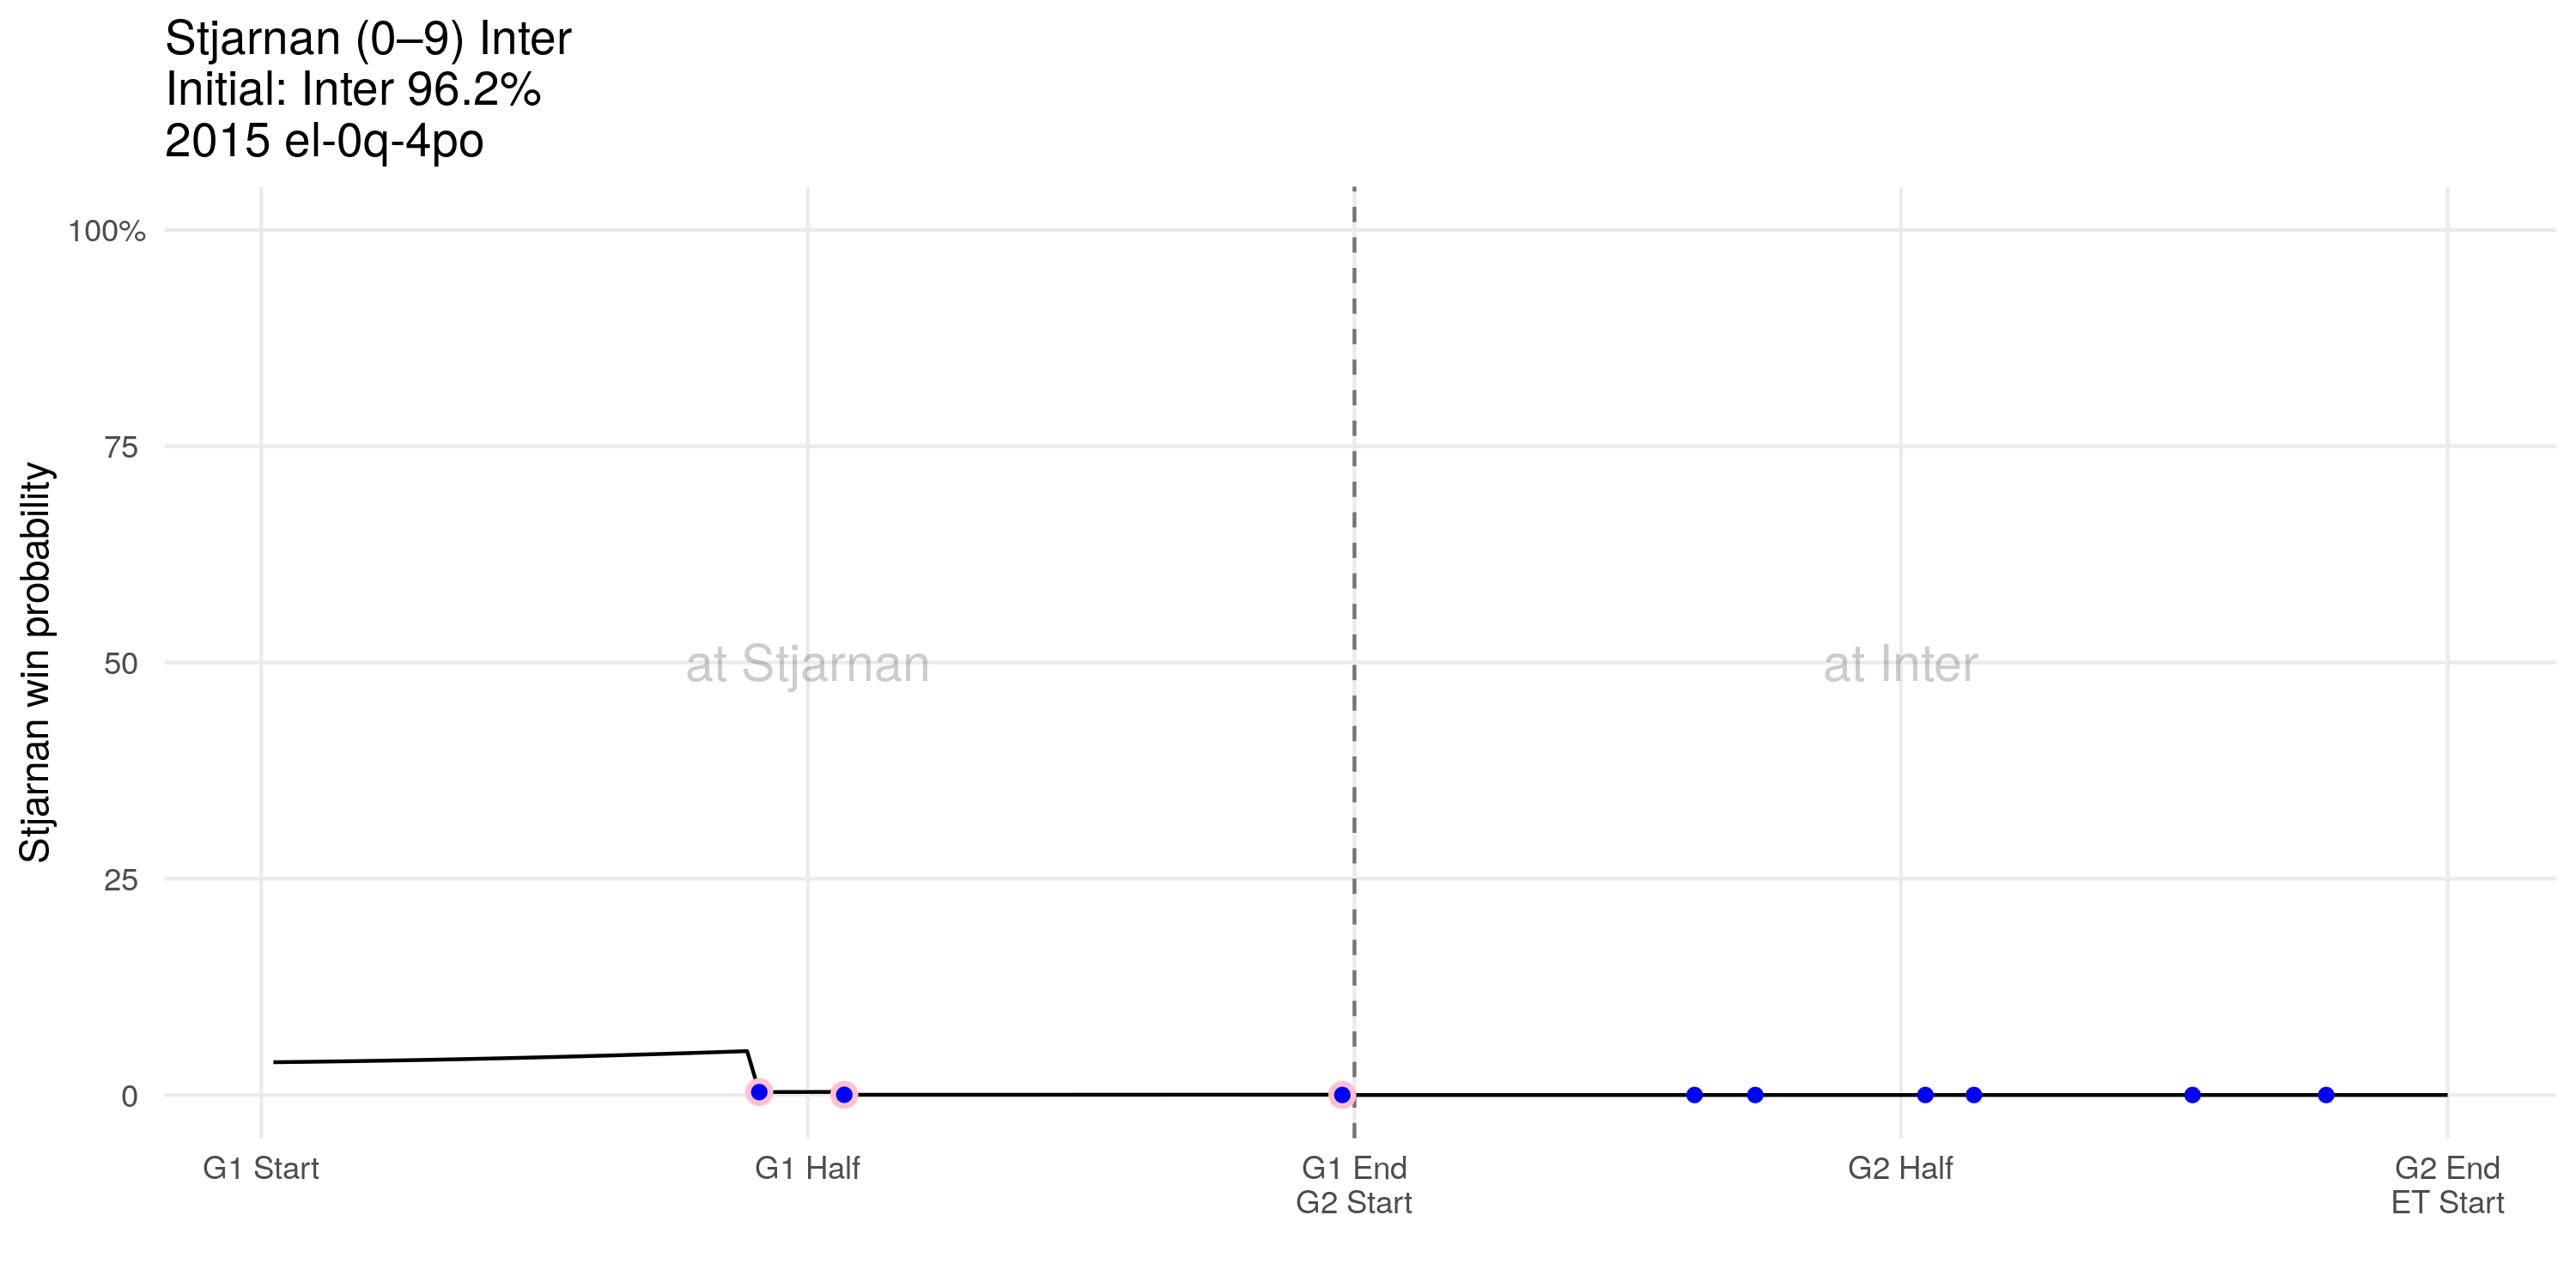 Stjarnan (0–9) Inter
Initial: Inter 96.2%
2015 el-0q-4po
Stjarnan win probability
100%
75
50
25
0
at Stjarnan
at Inter
G1 Start
G1 Half
G1 End
G2 Start
G2 Half
G2 End
ET Start